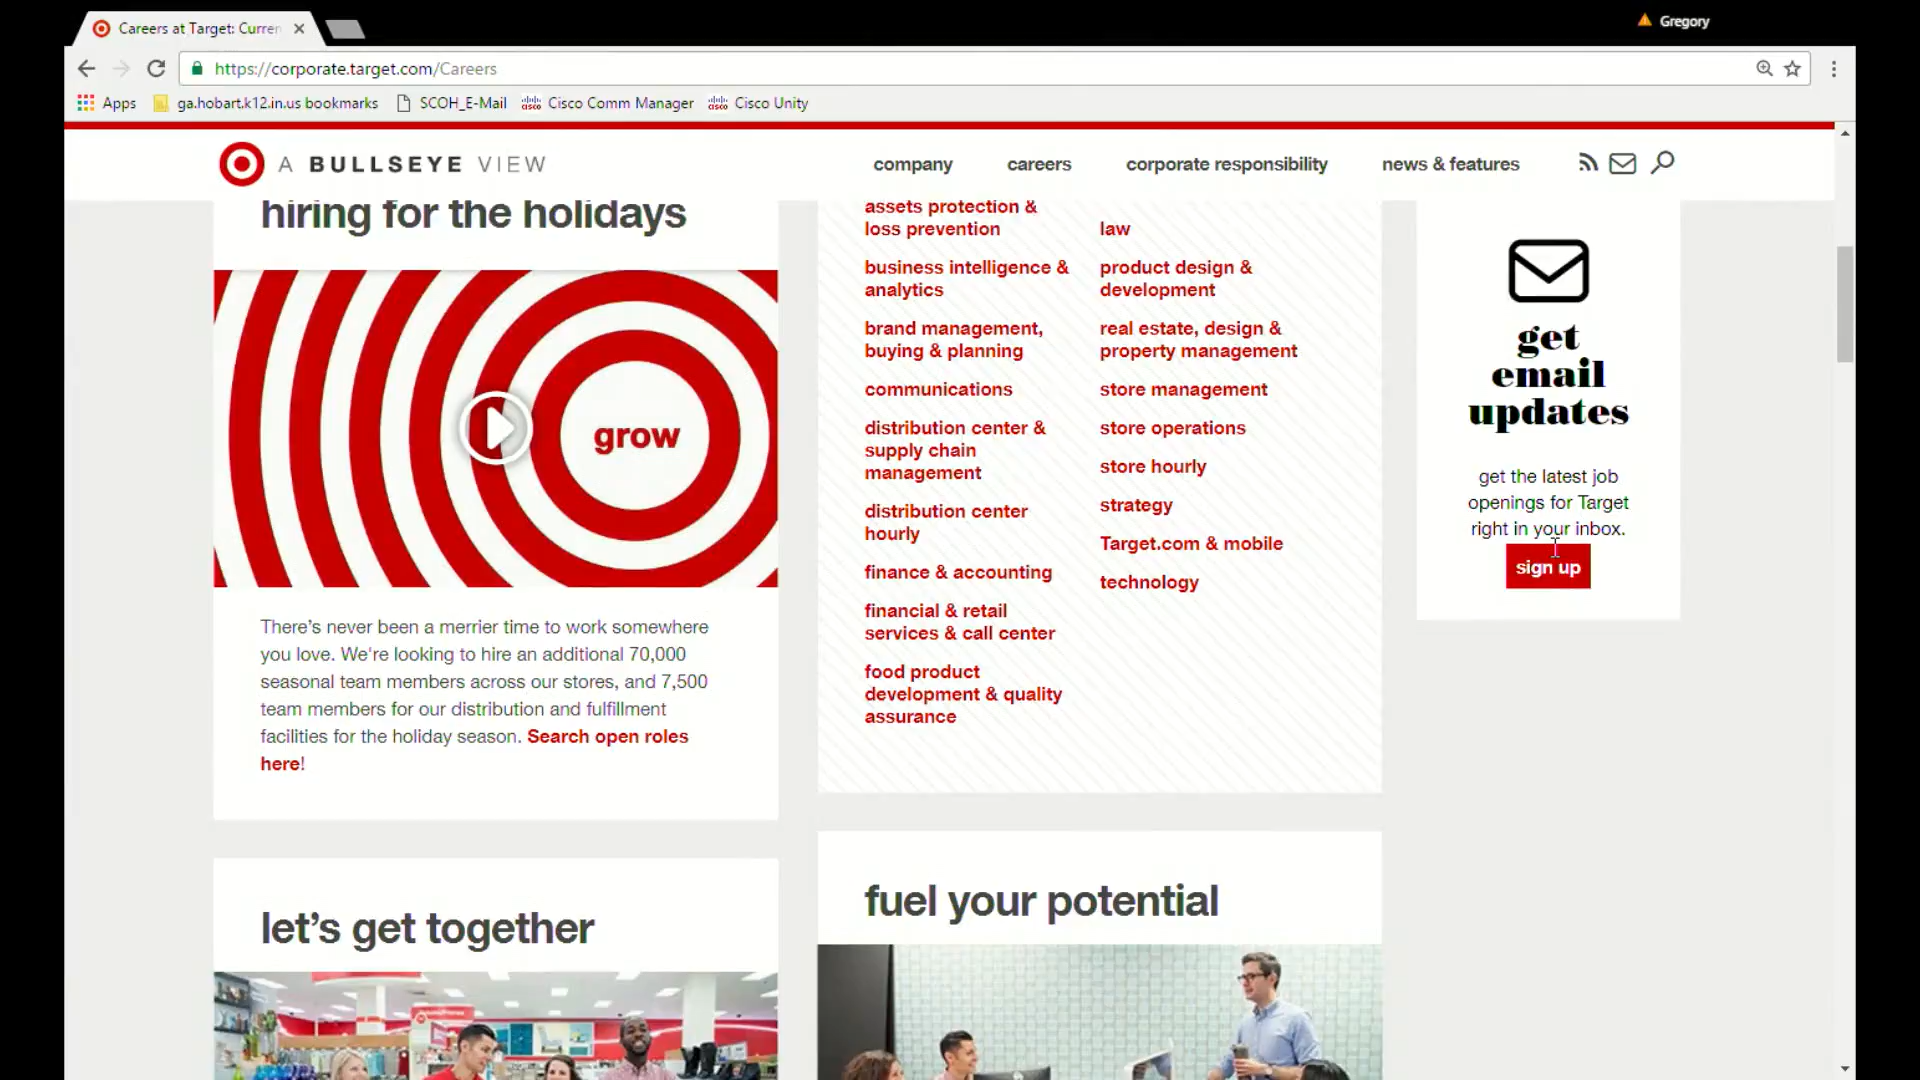 Careers at Target: Curren
Gregory
https://corporate.target.com/Careers
Apps
ga.hobart.k12.in.us bookmarks
SCOH_E-Mail
cisco
Cisco Comm Manager
cisco
Cisco Unity
A BULLSEYE VIEW
company
careers
corporate responsibility
news & features
hiring for the holidays
grow
There's never been a merrier time to work somewhere
you love. We're looking to hire an additional 70,000
seasonal team members across our stores, and 7,500
team members for our distribution and fulfillment
facilities for the holiday season. Search open roles
here!
let's get together
assets protection &
loss prevention
business intelligence &
analytics
brand management,
buying & planning
communications
distribution center &
supply chain
management
distribution center
hourly
finance & accounting
financial & retail
services & call center
food product
development & quality
assurance
law
product design &
development
real estate, design &
property management
store management
store operations
store hourly
strategy
Target.com & mobile
technology
fuel your potential
get
email
updates
get the latest job
openings for Target
right in your inbox.
sign up